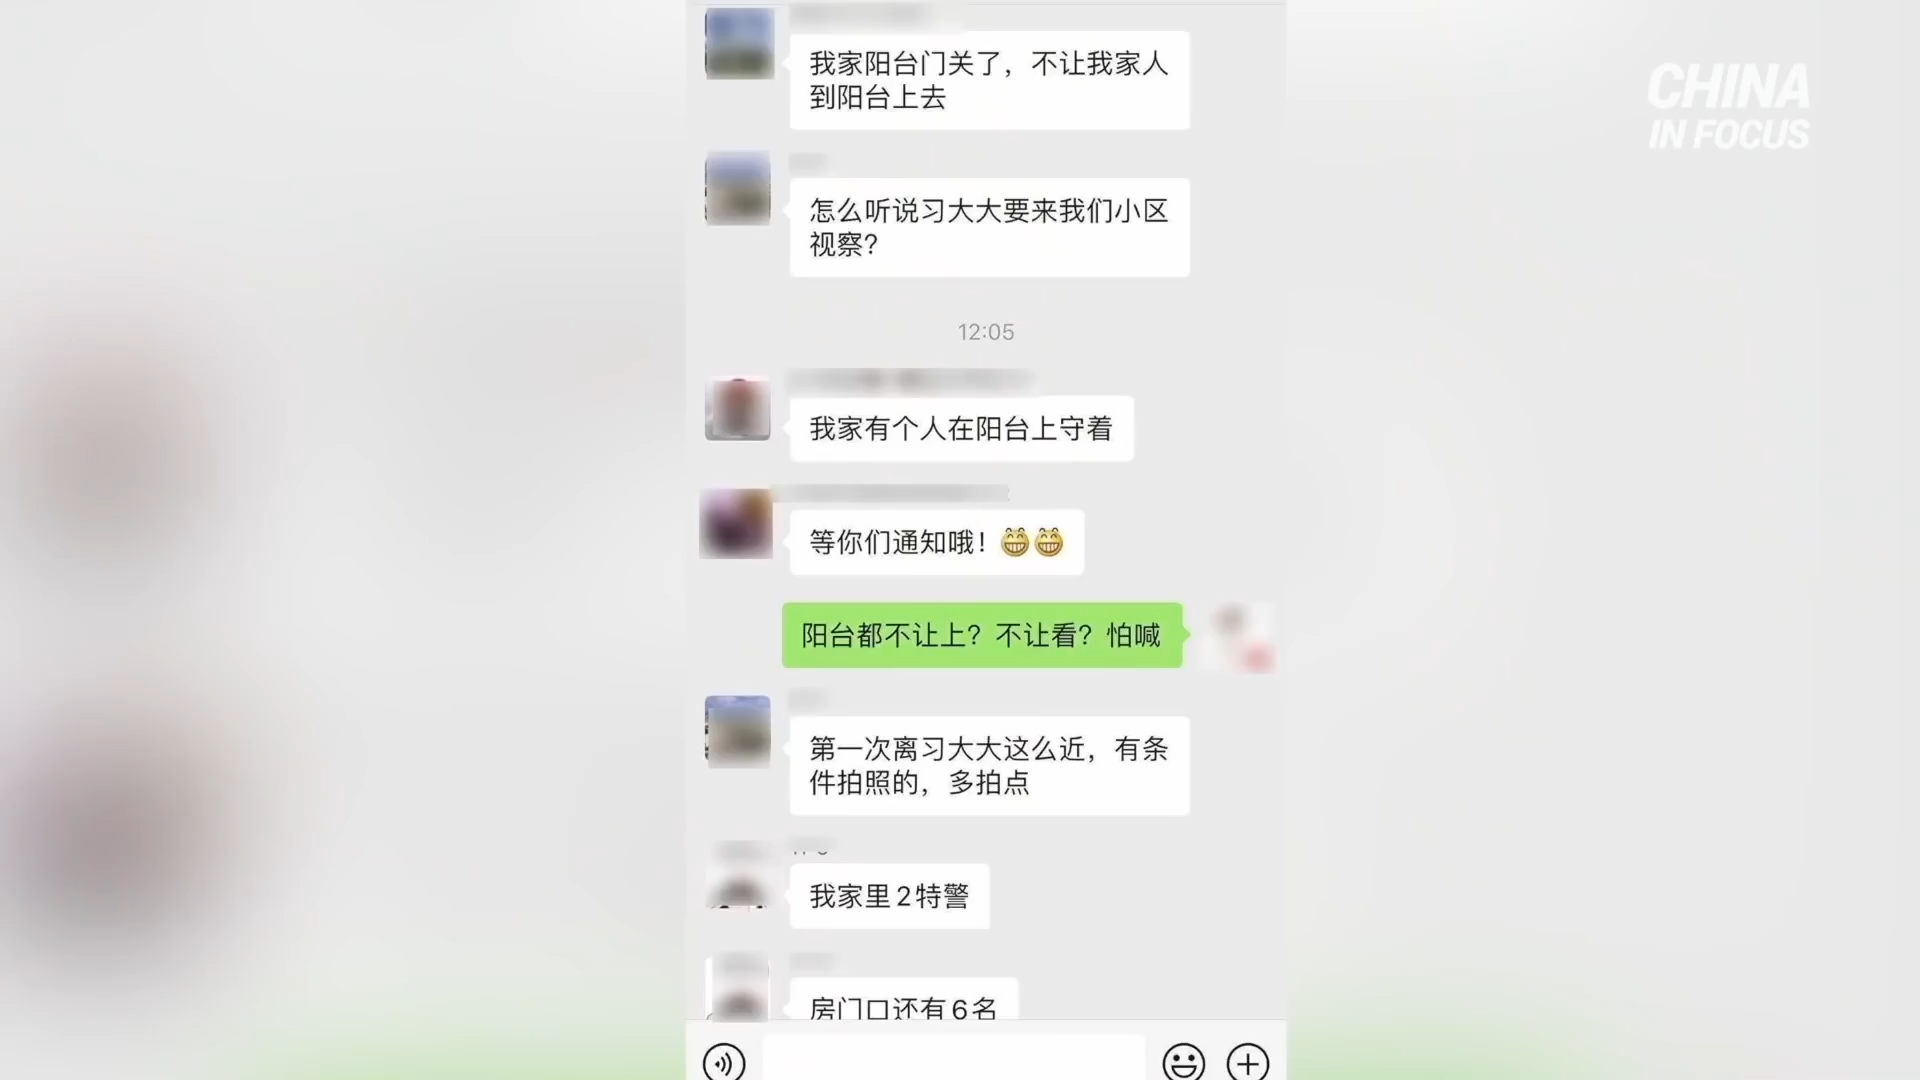 CHINA
IN FOCUS
我家阳台门关了，不让我家人
到阳台上去
怎么听说习大大要来我们小区
视察？
12:05
我家有个人在阳台上守着
等你们通知哦！
阳台都不让上？不让看？怕喊
第一次离习大大这么近，有条
件拍照的，多拍点
我家里2特警
房门口还有6名